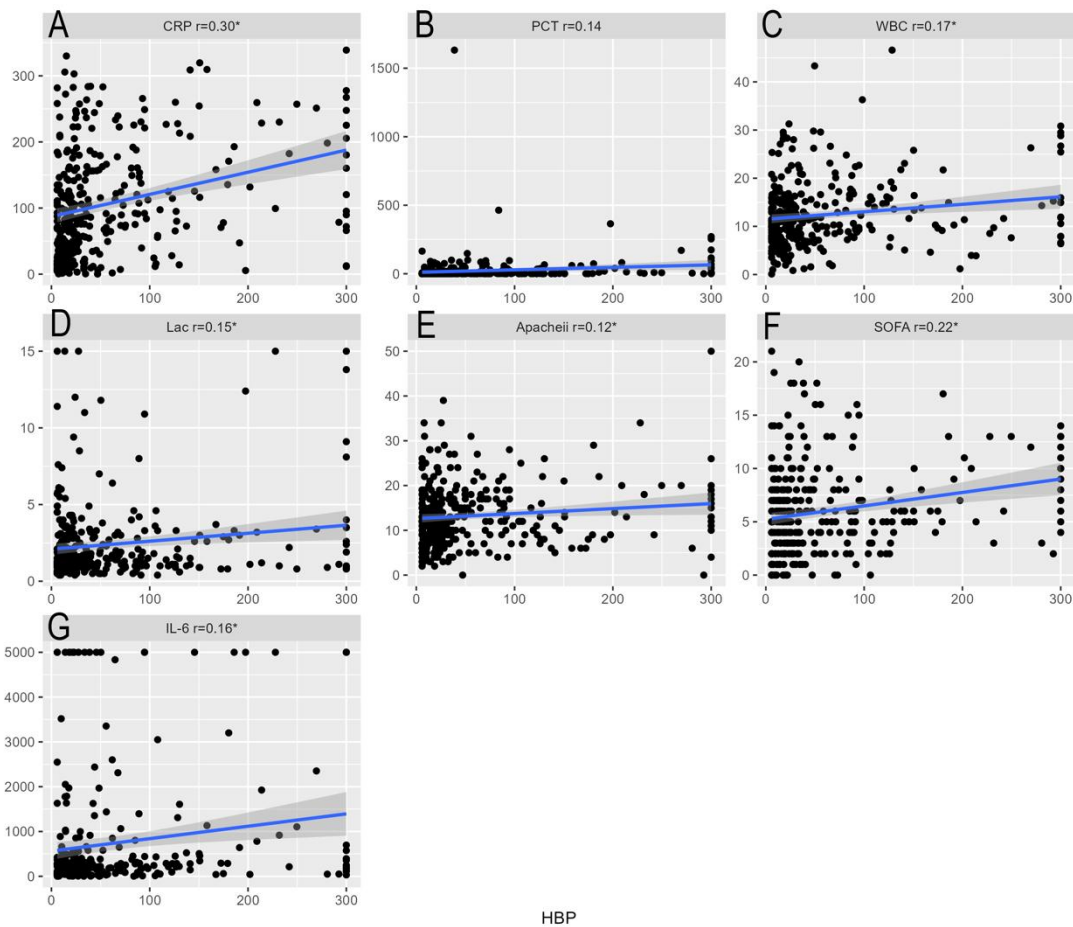 A
CRP r=0.30*
300
200
100
0
0 100 200 300
B
PCT r=0.14
1500
1000
500
0
0 100 200 300
C
WBC r=0.17*
40
30
20
10
0
0 100 200 300
D
Lac r=0.15*
15
10
5
0
0 100 200 300
E
Apacheii r=0.12*
50
40
30
20
10
0
0 100 200 300
F
SOFA r=0.22*
20
15
10
5
0
0 100 200 300
G
IL-6 r=0.16*
5000
4000
3000
2000
1000
0
0 100 200 300
HBP